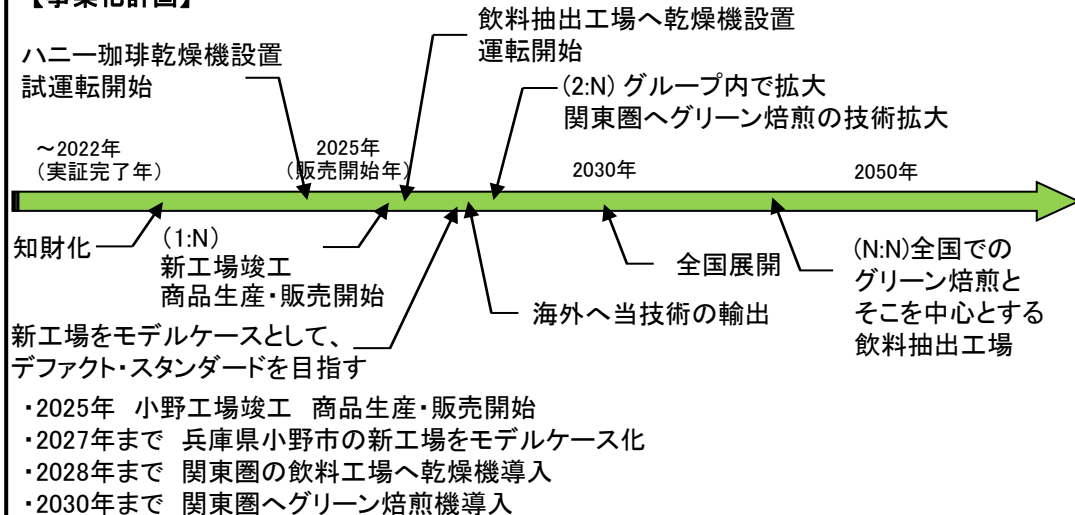 【事業化計画】
ハニー珈琲乾燥機設置
試運転開始
飲料抽出工場へ乾燥機設置
運転開始
(2:N) グループ内で拡大
関東圏へグリーン焙煎の技術拡大
～2022年
(実証完了年)
2025年
(販売開始年)
2030年
2050年
知財化
(1:N)
新工場竣工
商品生産・販売開始
新工場をモデルケースとして、
デファクト・スタンダードを目指す
海外へ当技術の輸出
全国展開
(N:N)全国での
グリーン焙煎と
そこを中心とする
飲料抽出工場
・2025年　小野工場竣工　商品生産・販売開始
・2027年まで　兵庫県小野市の新工場をモデルケース化
・2028年まで　関東圏の飲料工場へ乾燥機導入
・2030年まで　関東圏へグリーン焙煎機導入